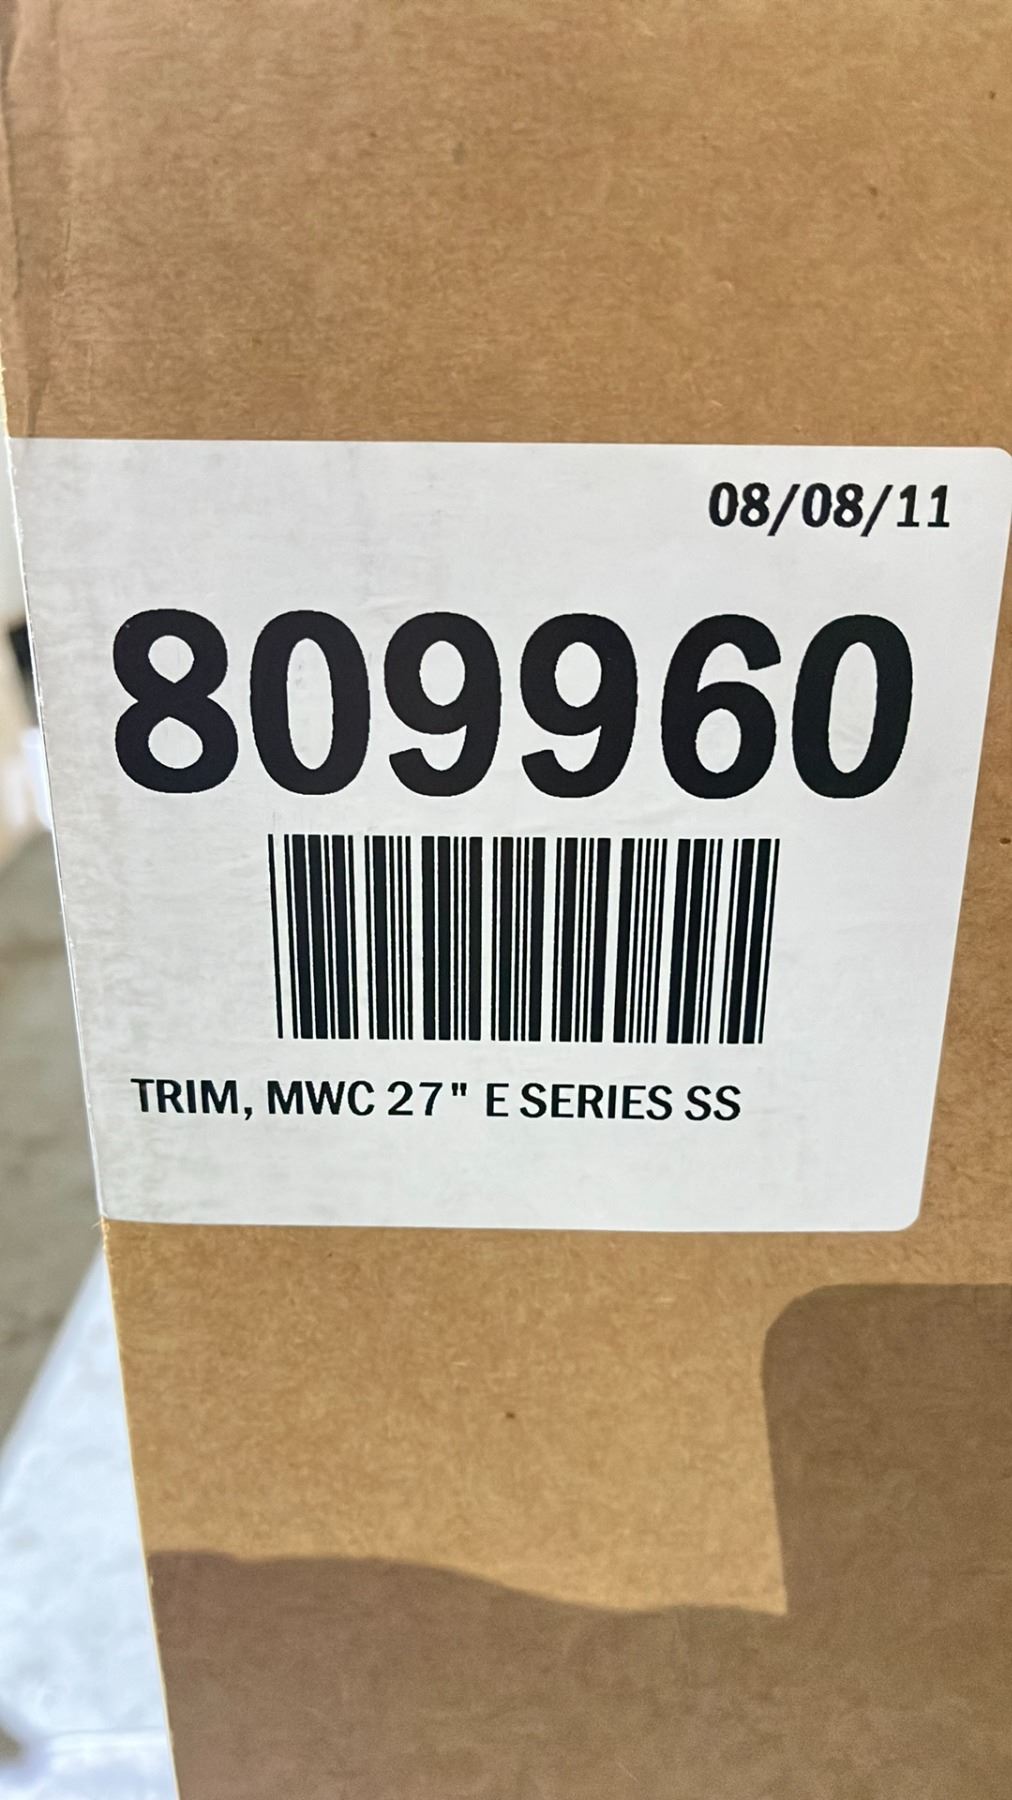 08/08/11
809960
TRIM, MWC 27" E SERIES SS